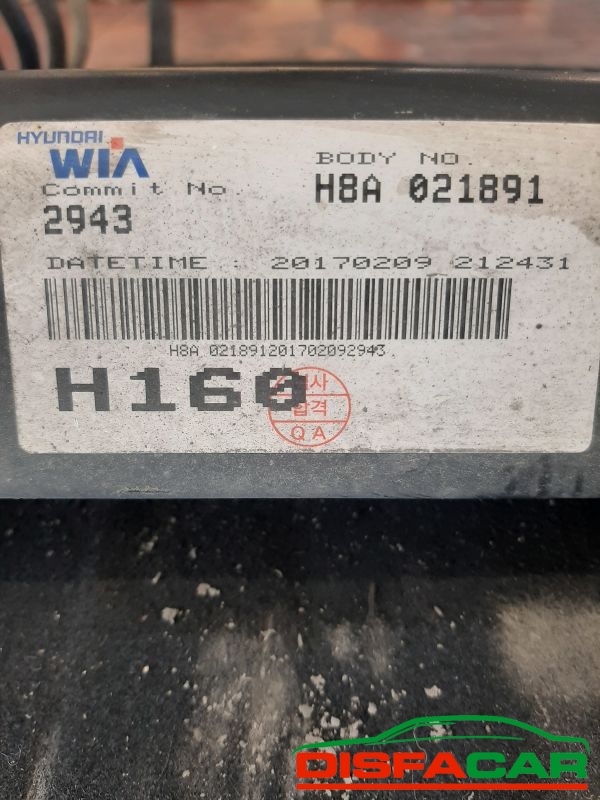 HYUNDAI
WIA
BODY NO.
Commit No
H8A 021891
2943
DATETIME : 20170209 212431
H8A 021891201702092943
H160
검사
합격
QA
DISFACAR